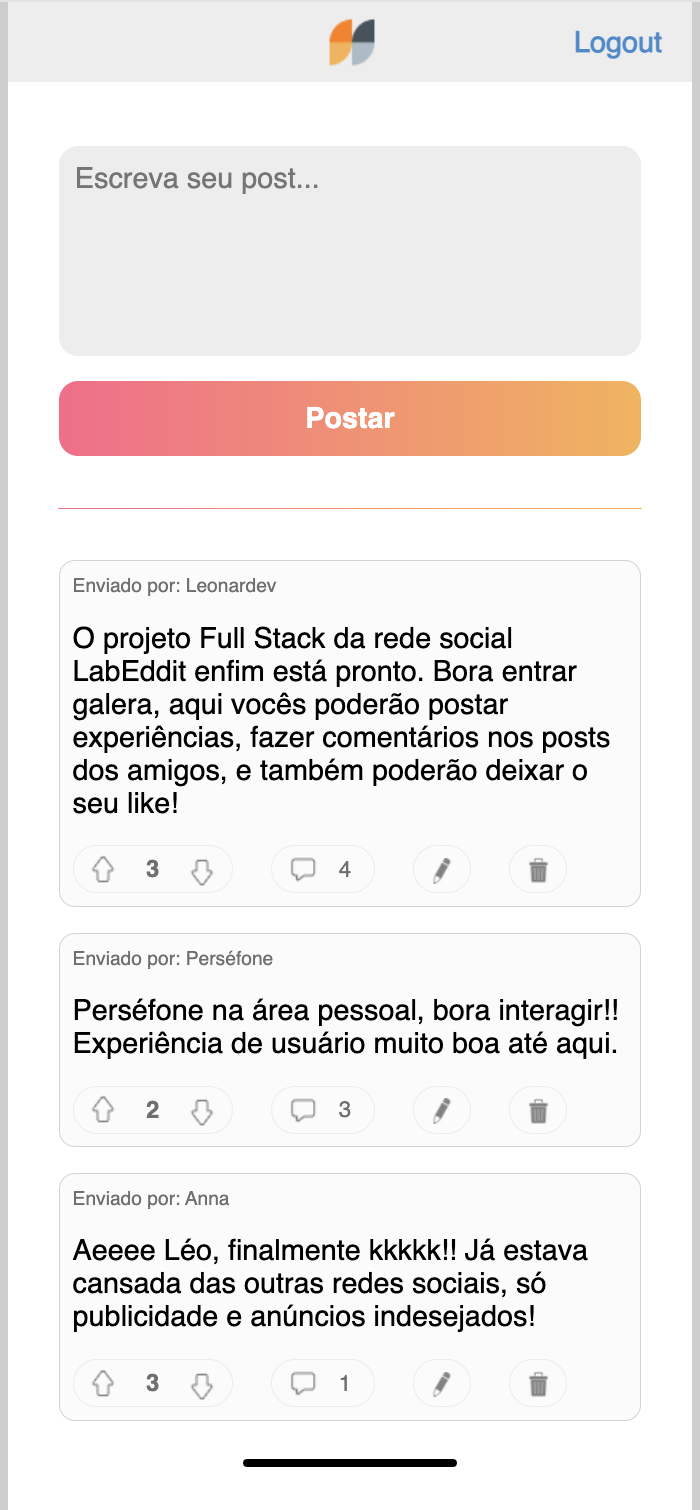 Logout
Escreva seu post...
Postar
Enviado por: Leonardev
O projeto Full Stack da rede social
LabEddit enfim está pronto. Bora entrar
galera, aqui vocês poderão postar
experiências, fazer comentários nos posts
dos amigos, e também poderão deixar o
seu like!
3 4
Enviado por: Perséfone
Perséfone na área pessoal, bora interagir!!
Experiência de usuário muito boa até aqui.
2 3
Enviado por: Anna
Aeeee Léo, finalmente kkkkk!! Já estava
cansada das outras redes sociais, só
publicidade e anúncios indesejados!
3 1